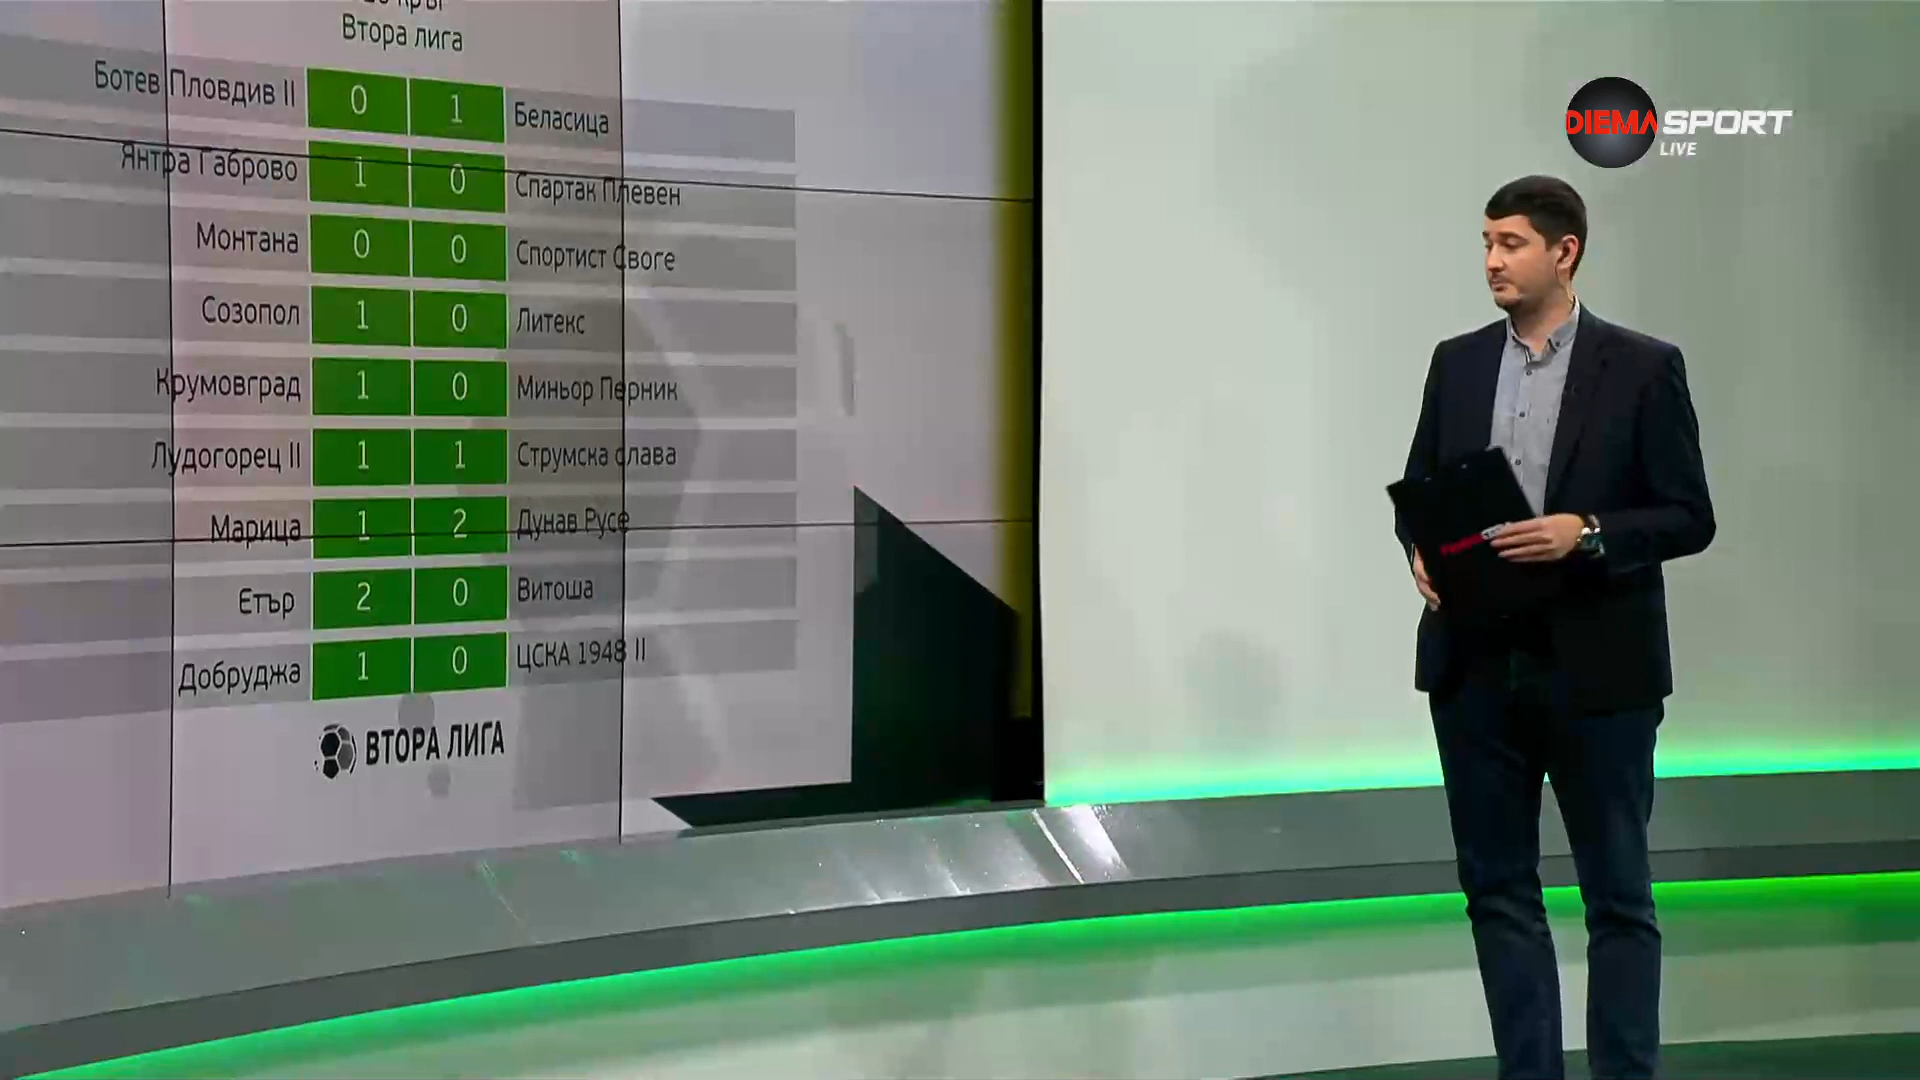 Втора лига
Ботев Пловдив II 0 1 Беласица
Янтра Габрово 1 0 Спартак Плевен
Монтана 0 0 Спортист Своге
Созопол 1 0 Литекс
Крумовград 1 0 Миньор Перник
Лудогорец II 1 1 Струмска слава
Марица 1 2 Дунав Русе
Етър 2 0 Витоша
Добруджа 1 0 ЦСКА 1948 II
ВТОРА ЛИГА
DIEMA SPORT
LIVE